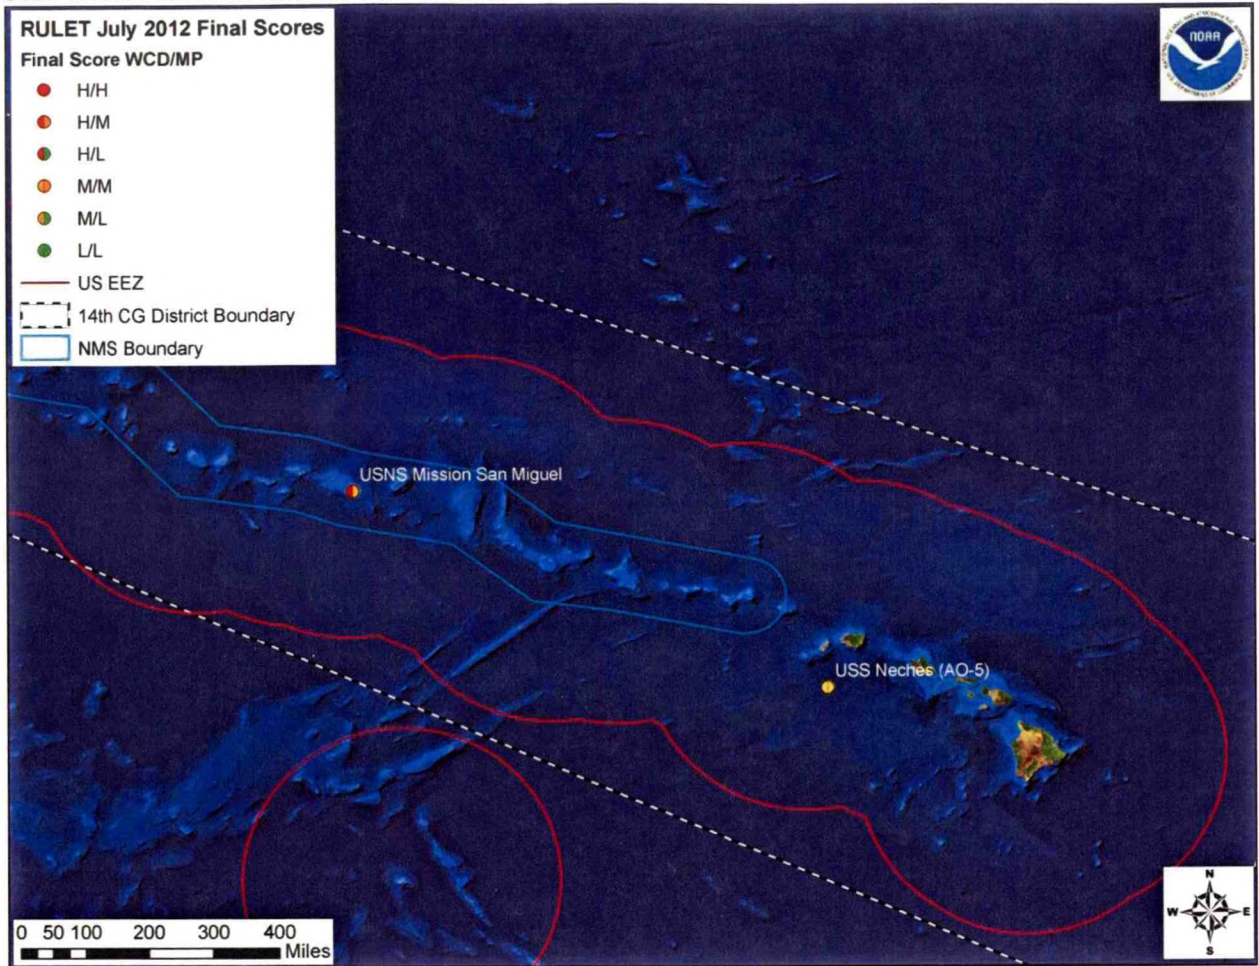 RULET July 2012 Final Scores
Final Score WCD/MP
H/H
H/M
H/L
M/M
M/L
L/L
US EEZ
14th CG District Boundary
NMS Boundary
NOAA
USNS Mission San Miguel
USS Neches (AO-5)
N
W E
S
0 50 100 200 300 400
Miles